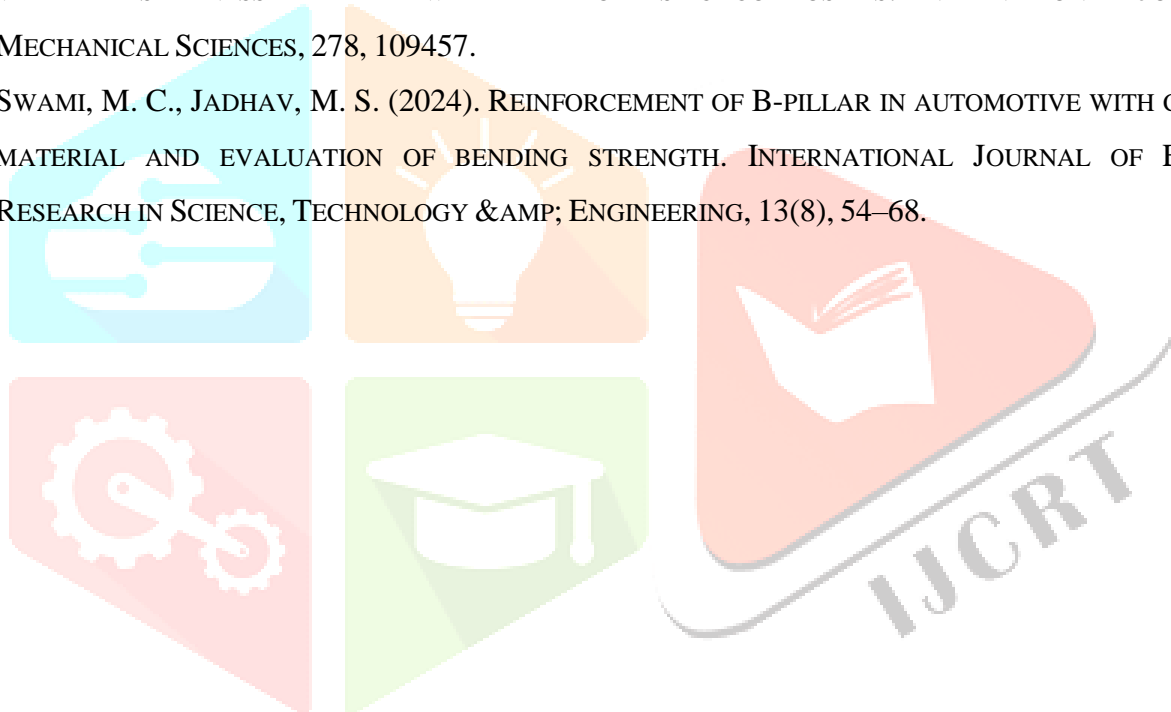 MECHANICAL SCIENCES, 278, 109457.
SWAMI, M. C., JADHAV, M. S. (2024). REINFORCEMENT OF B-PILLAR IN AUTOMOTIVE WITH
MATERIAL AND EVALUATION OF BENDING STRENGTH. INTERNATIONAL JOURNAL OF
RESEARCH IN SCIENCE, TECHNOLOGY &AMP; ENGINEERING, 13(8), 54–68.
IJCRT